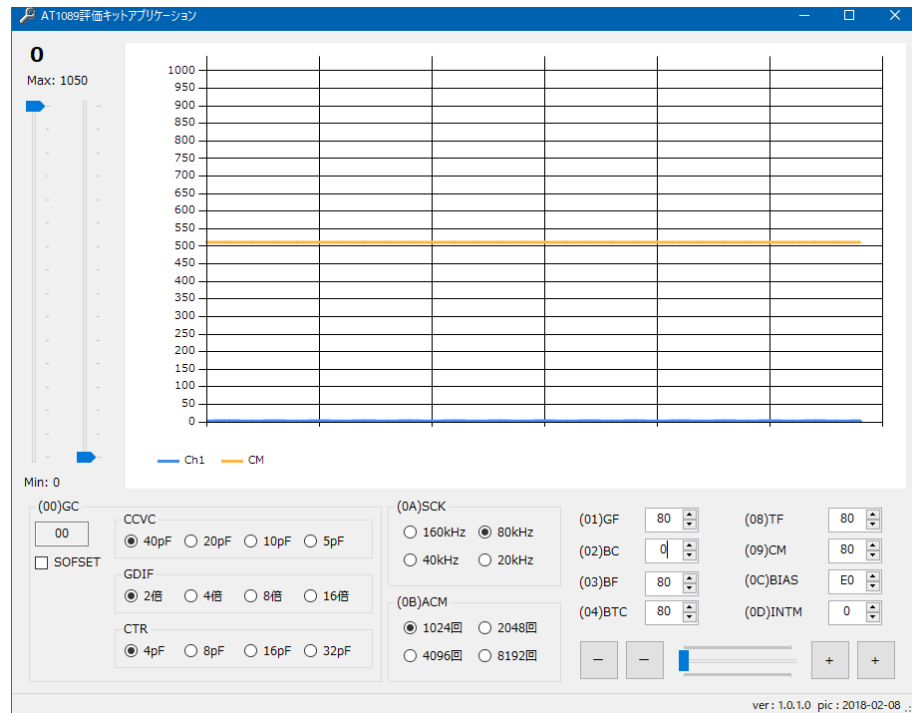 AT1089評価キットアプリケーション
0
Max: 1050
1000
950
900
850
800
750
700
650
600
550
500
450
400
350
300
250
200
150
100
50
0
Ch1 CM
Min: 0
(00)GC
00
SOFSET
CCVC
40pF 20pF 10pF 5pF
GDIF
2倍 4倍 8倍 16倍
CTR
4pF 8pF 16pF 32pF
(0A)SCK
160kHz 80kHz
40kHz 20kHz
(0B)ACM
1024回 2048回
4096回 8192回
(01)GF 80
(02)BC 0
(03)BF 80
(04)BTC 80
(08)TF 80
(09)CM 80
(0C)BIAS E0
(0D)INTM 0
− − + +
ver : 1.0.1.0 pic : 2018-02-08